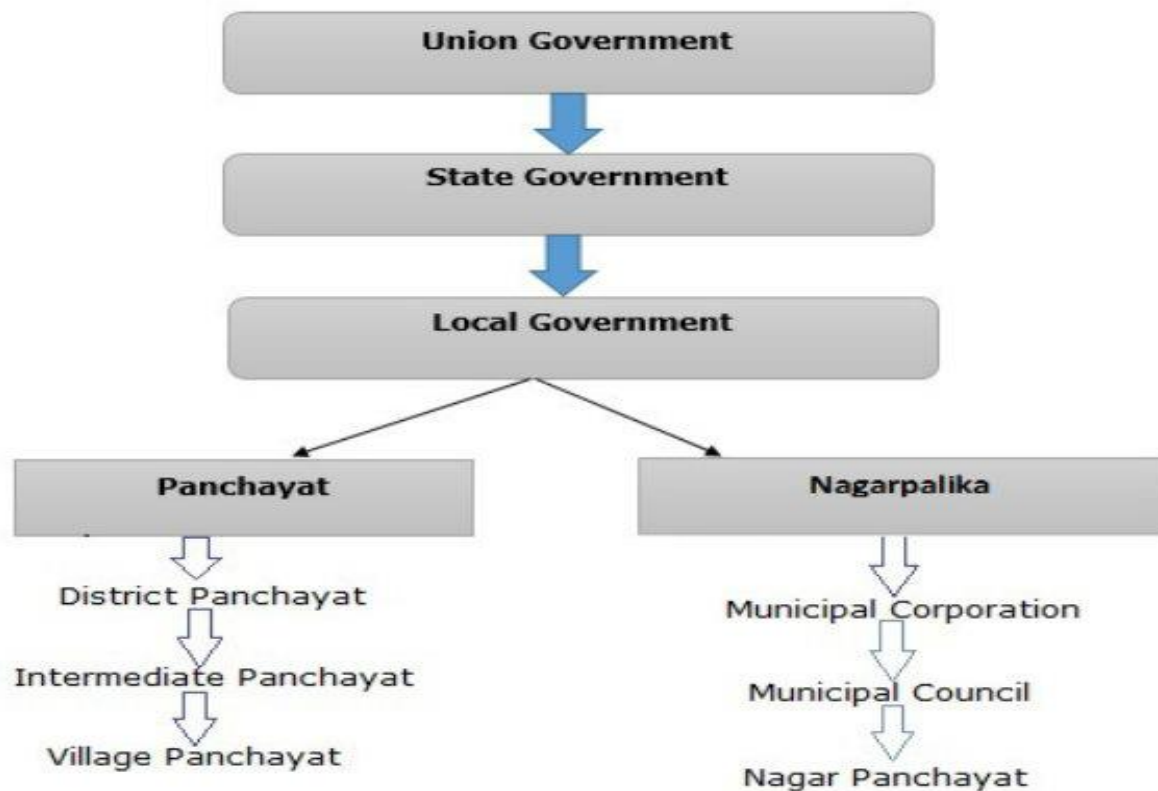 Union Government
State Government
Local Government
Panchayat
District Panchayat
Intermediate Panchayat
Village Panchayat
Nagarpalika
Municipal Corporation
Municipal Council
Nagar Panchayat